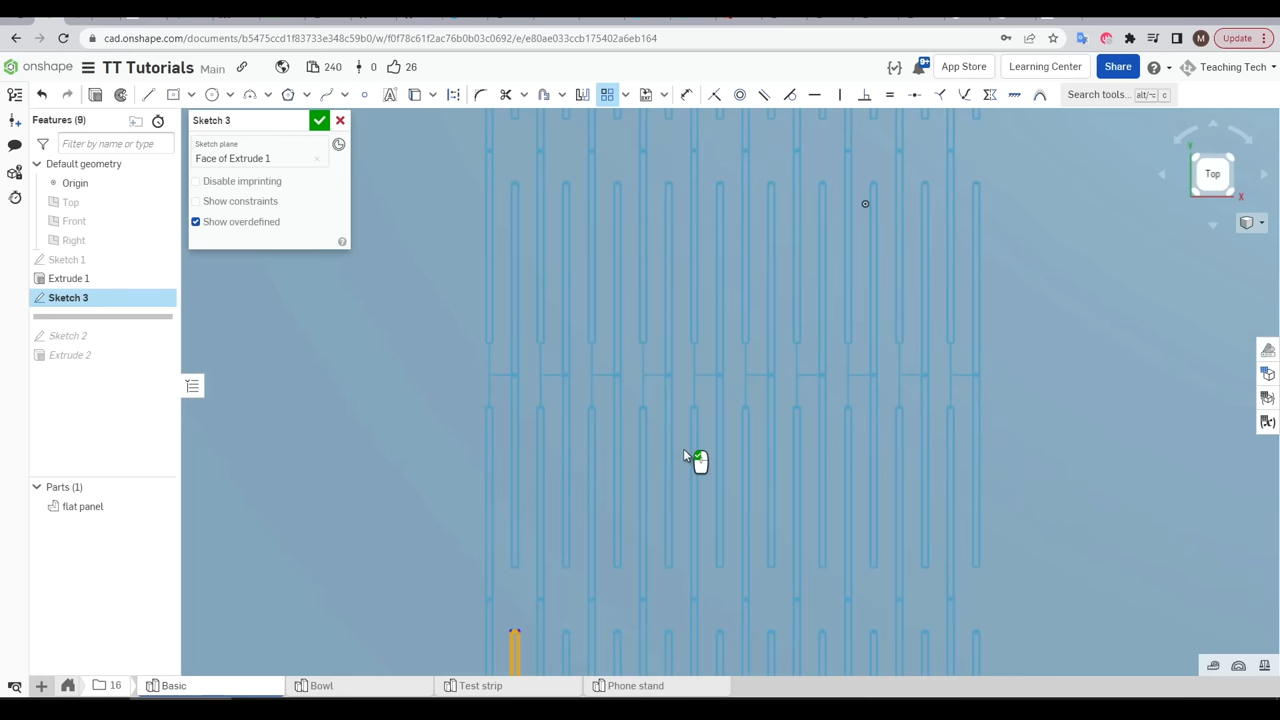 cad.onshape.com/documents/b5475ccd1f83733e348c59b0/w/f0f78c61f2ac76b0b03c0692/e/e80ae033ccb175402a6eb164
M
Update
onshape
TT Tutorials
Main
240
0
26
9+
App Store
Learning Center
Share
Teaching Tech
Search tools...
alt/⌥
c
Features (9)
Filter by name or type
Default geometry
Origin
Top
Front
Right
Sketch 1
Extrude 1
Sketch 3
Sketch 2
Extrude 2
Parts (1)
flat panel
Sketch 3
Sketch plane
Face of Extrude 1
Disable imprinting
Show constraints
Show overdefined
Y
Top
X
16
Basic
Bowl
Test strip
Phone stand